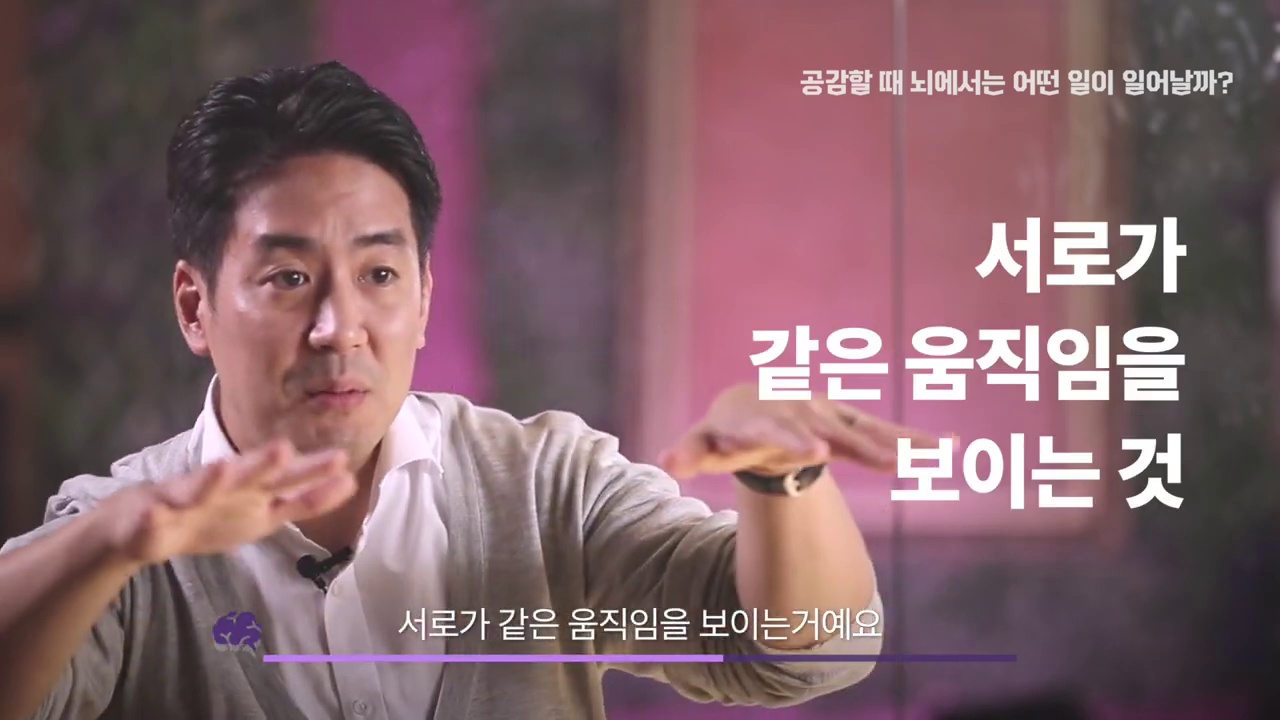 공감할 때 뇌에서는 어떤 일이 일어날까?
서로가
같은 움직임을
보이는 것
서로가 같은 움직임을 보이는거예요